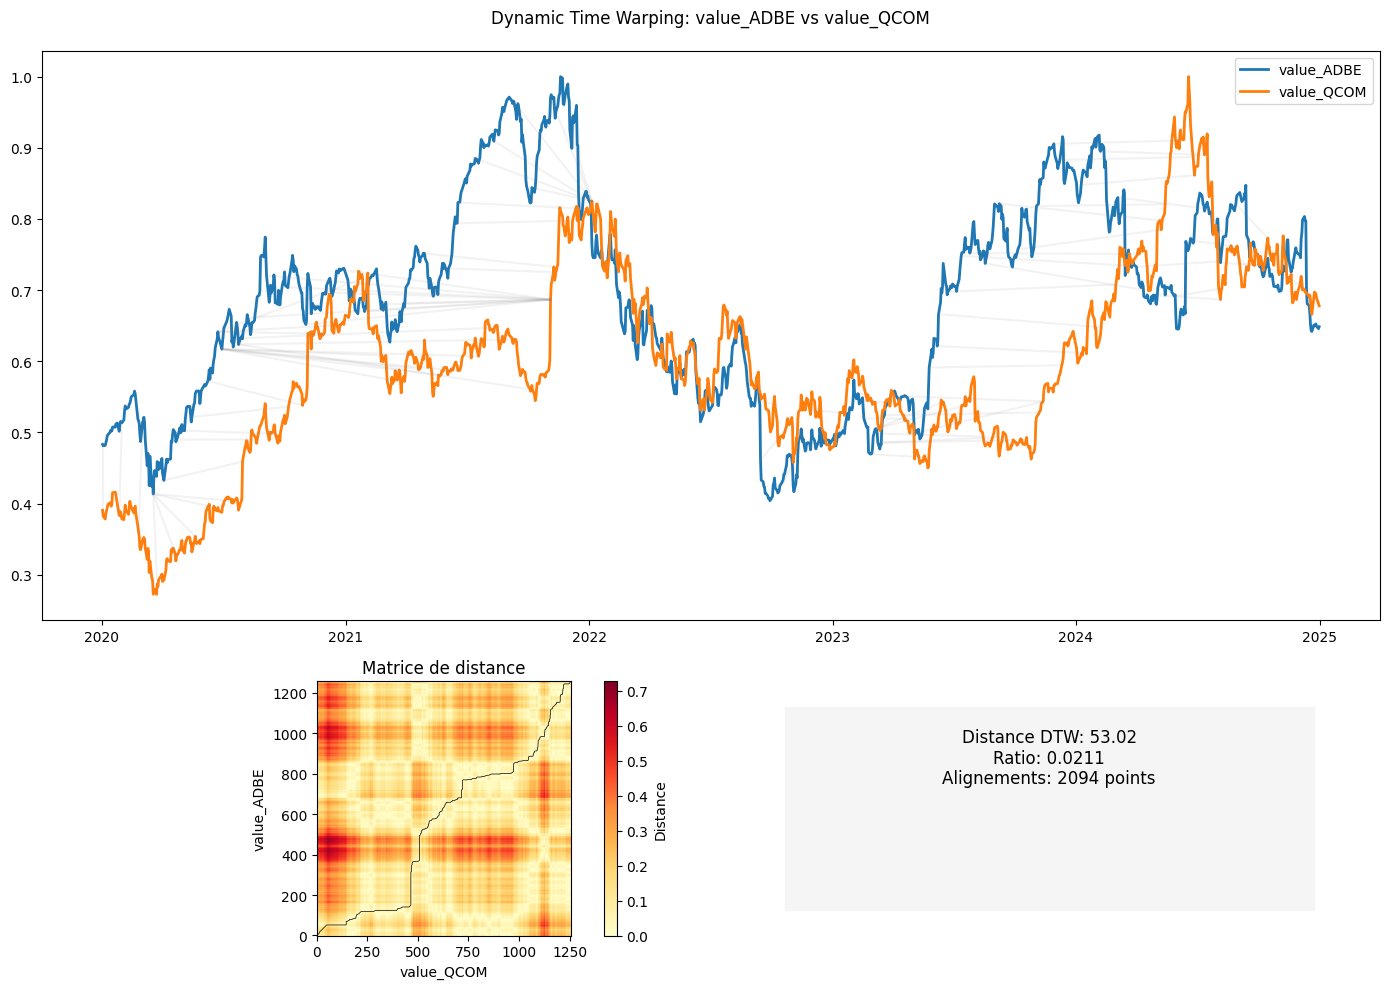 Dynamic Time Warping: value_ADBE vs value_QCOM
value_ADBE
value_QCOM
1.0
0.9
0.8
0.7
0.6
0.5
0.4
0.3
2020 2021 2022 2023 2024 2025
Matrice de distance
value_ADBE
1200
1000
800
600
400
200
0
0 250 500 750 1000 1250
value_QCOM
0.7
0.6
0.5
0.4
0.3
0.2
0.1
0.0
Distance
Distance DTW: 53.02
Ratio: 0.0211
Alignements: 2094 points